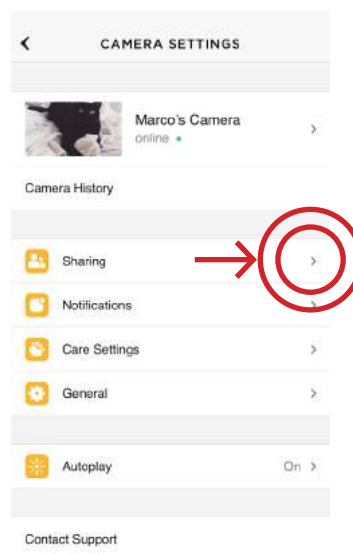 CAMERA SETTINGS
Marco's Camera
online
Camera History
Sharing
Notifications
Care Settings
General
Autoplay On
Contact Support